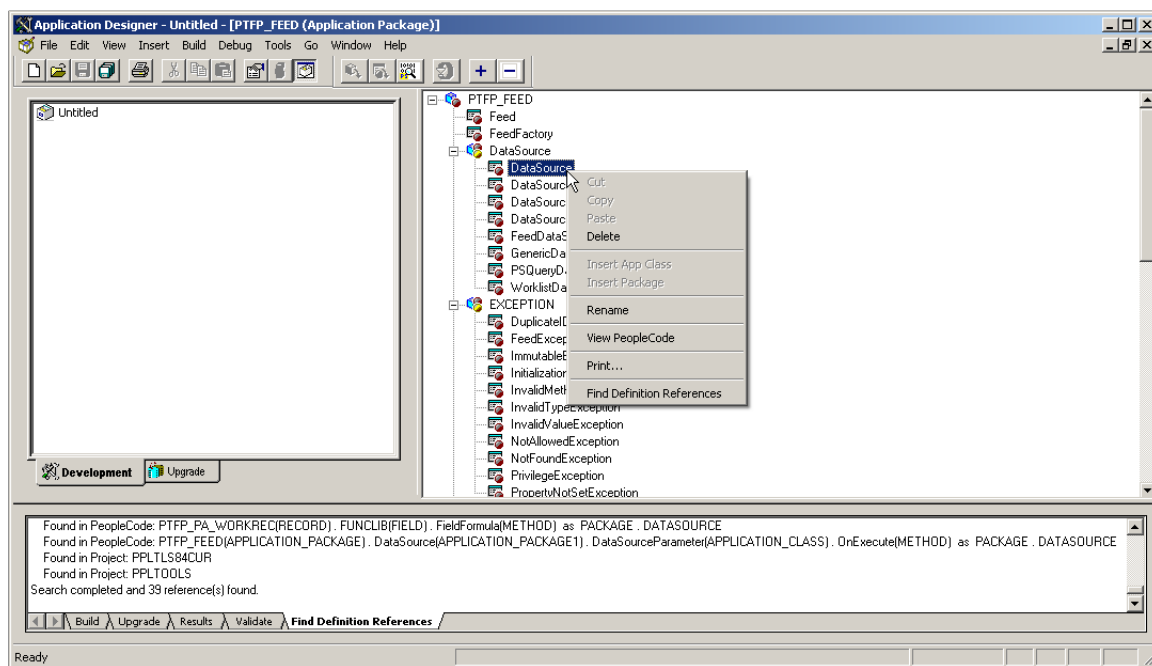 Application Designer - Untitled - [PTFP_FEED (Application Package)]
File Edit View Insert Build Debug Tools Go Window Help
Untitled
PTFP_FEED
Feed
FeedFactory
DataSource
DataSource
DataSourc
DataSourc
DataSourc
FeedDataS
GenericDa
PSQueryD
WorklistDa
EXCEPTION
DuplicateI
FeedExcep
ImmutableE
Initialization
InvalidMeth
InvalidTypeException
InvalidValueException
NotAllowedException
NotFoundException
PrivilegeException
PropertyNotSetException
Cut
Copy
Paste
Delete
Insert App Class
Insert Package
Rename
View PeopleCode
Print...
Find Definition References
Development Upgrade
Found in PeopleCode: PTFP_PA_WORKREC(RECORD) . FUNCLIB(FIELD) . FieldFormula(METHOD) as PACKAGE . DATASOURCE
Found in PeopleCode: PTFP_FEED(APPLICATION_PACKAGE) . DataSource(APPLICATION_PACKAGE1) . DataSourceParameter(APPLICATION_CLASS) . OnExecute(METHOD) as PACKAGE . DATASOURCE
Found in Project: PPLTLS84CUR
Found in Project: PPLTOOLS
Search completed and 39 reference(s) found.
Build Upgrade Results Validate Find Definition References
Ready